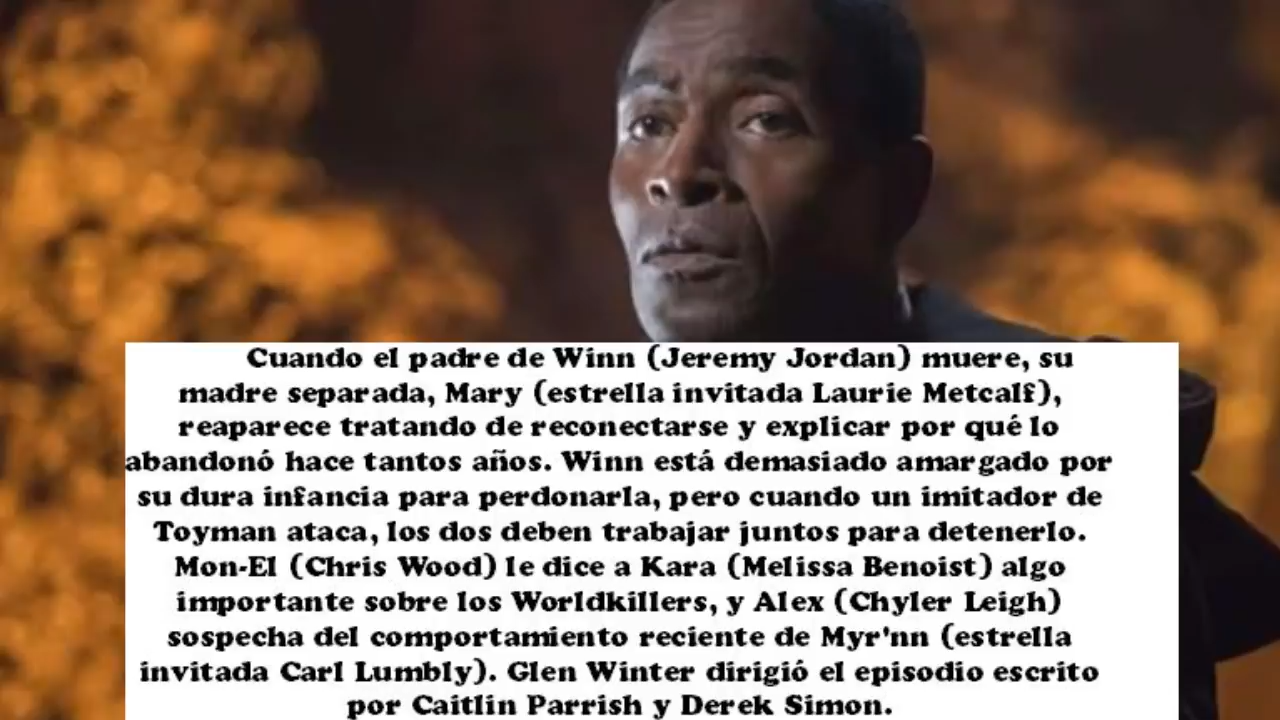 Cuando el padre de Winn (Jeremy Jordan) muere, su
madre separada, Mary (estrella invitada Laurie Metcalf),
reaparece tratando de reconectarse y explicar por qué lo
abandonó hace tantos años. Winn está demasiado amargado por
su dura infancia para perdonarla, pero cuando un imitador de
Toyman ataca, los dos deben trabajar juntos para detenerlo.
Mon-El (Chris Wood) le dice a Kara (Melissa Benoist) algo
importante sobre los Worldkillers, y Alex (Chyler Leigh)
sospecha del comportamiento reciente de Myr'nn (estrella
invitada Carl Lumbly). Glen Winter dirigió el episodio escrito
por Caitlin Parrish y Derek Simon.